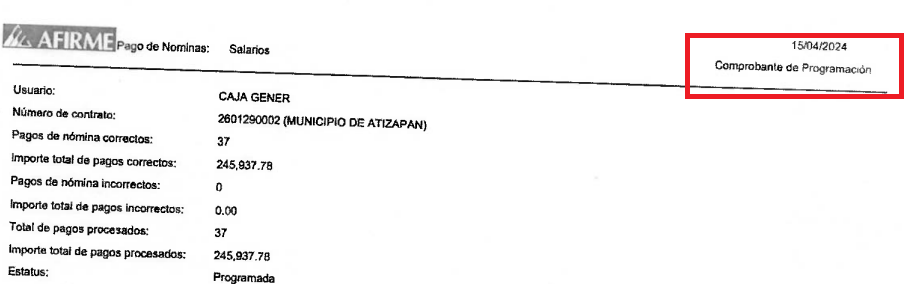 AFIRME Pago de Nominas: Salarios 15/04/2024
Comprobante de Programación
Usuario: CAJA GENER
Número de contrato: 2601290002 (MUNICIPIO DE ATIZAPAN)
Pagos de nómina correctos: 37
Importe total de pagos correctos: 245,937.78
Pagos de nómina incorrectos: 0
Importe total de pagos incorrectos: 0.00
Total de pagos procesados: 37
Importe total de pagos procesados: 245,937.78
Estatus: Programada